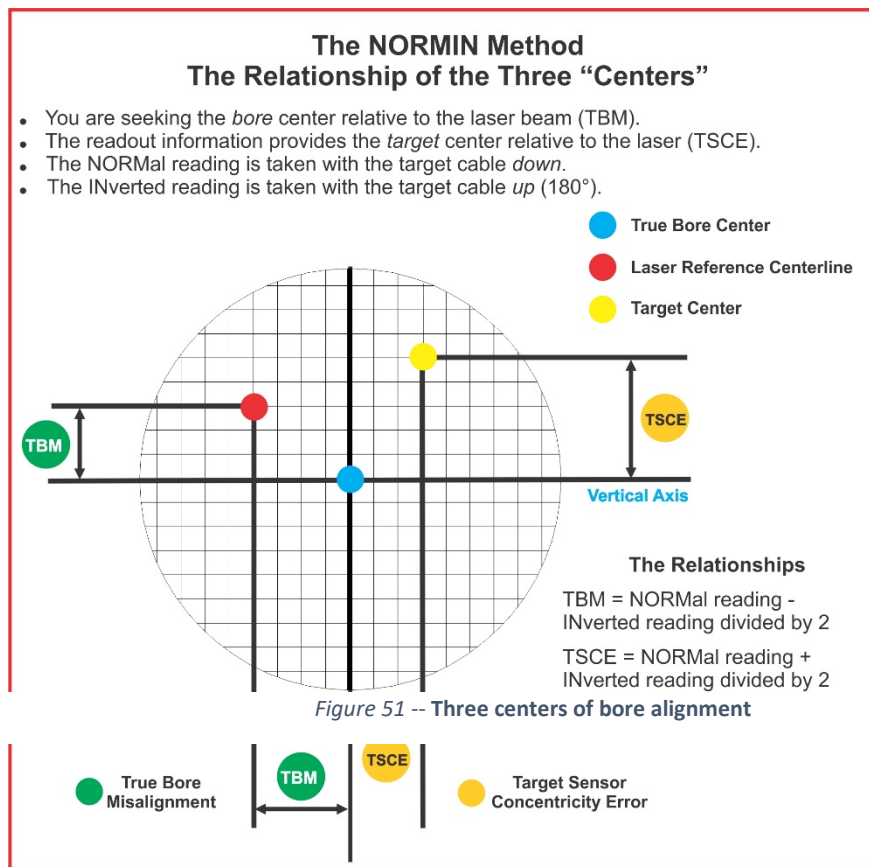 The NORMIN Method
The Relationship of the Three “Centers”
• You are seeking the bore center relative to the laser beam (TBM).
• The readout information provides the target center relative to the laser (TSCE).
• The NORMal reading is taken with the target cable down.
• The INverted reading is taken with the target cable up (180°).
True Bore Center
Laser Reference Centerline
Target Center
TBM
TSCE
Vertical Axis
The Relationships
TBM = NORMal reading -
INverted reading divided by 2
TSCE = NORMal reading +
INverted reading divided by 2
Figure 51 -- Three centers of bore alignment
True Bore
Misalignment
TBM
TSCE
Target Sensor
Concentricity Error